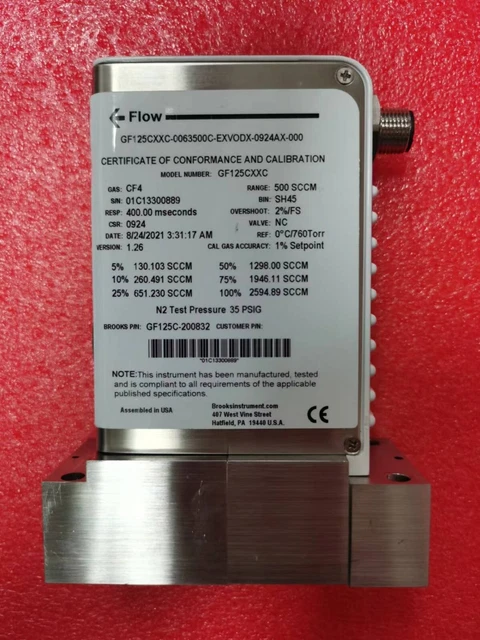 Flow
GF125CXXC-0063500C-EXVODX-0924AX-000
CERTIFICATE OF CONFORMANCE AND CALIBRATION
MODEL NUMBER: GF125CXXC
GAS: CF4 RANGE: 500 SCCM
S/N: 01C13300889 BIN: SH45
RESP: 400.00 mseconds OVERSHOOT: 2%/FS
CSR: 0924 VALVE: NC
DATE: 8/24/2021 3:31:17 AM REF: 0°C/760Torr
VERSION: 1.26 CAL GAS ACCURACY: 1% Setpoint
5% 130.103 SCCM 50% 1298.00 SCCM
10% 260.491 SCCM 75% 1946.11 SCCM
25% 651.230 SCCM 100% 2594.89 SCCM
N2 Test Pressure 35 PSIG
BROOKS P/N: GF125C-200832 CUSTOMER P/N:
*01C13300889*
NOTE:This instrument has been manufactured, tested
and is compliant to all requirements of the applicable
published specifications.
Assembled in USA Brooksinstrument.com
407 West Vine Street
Hatfield, PA 19440 U.S.A.
CE